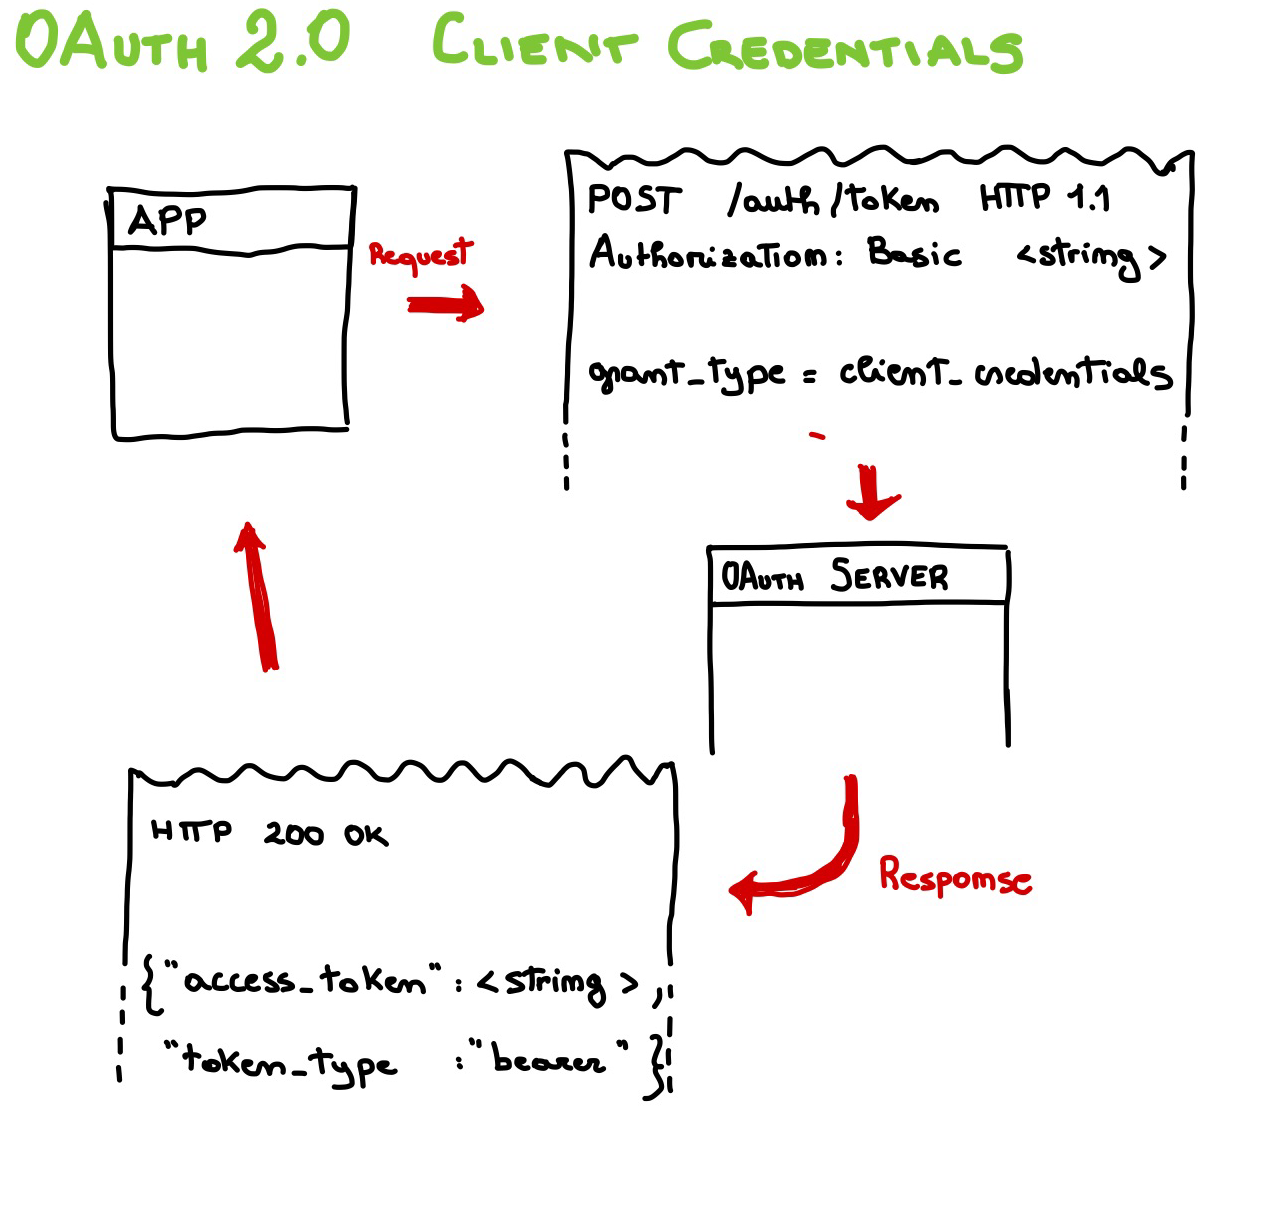 OAUTH 2.0 CLIENT CREDENTIALS
APP
Request
POST /auth/token HTTP 1.1
Authorization: Basic <string>
grant_type = client_credentials
OAUTH SERVER
Response
HTTP 200 OK
{"access_token" : <string>,
"token_type : "bearer" }